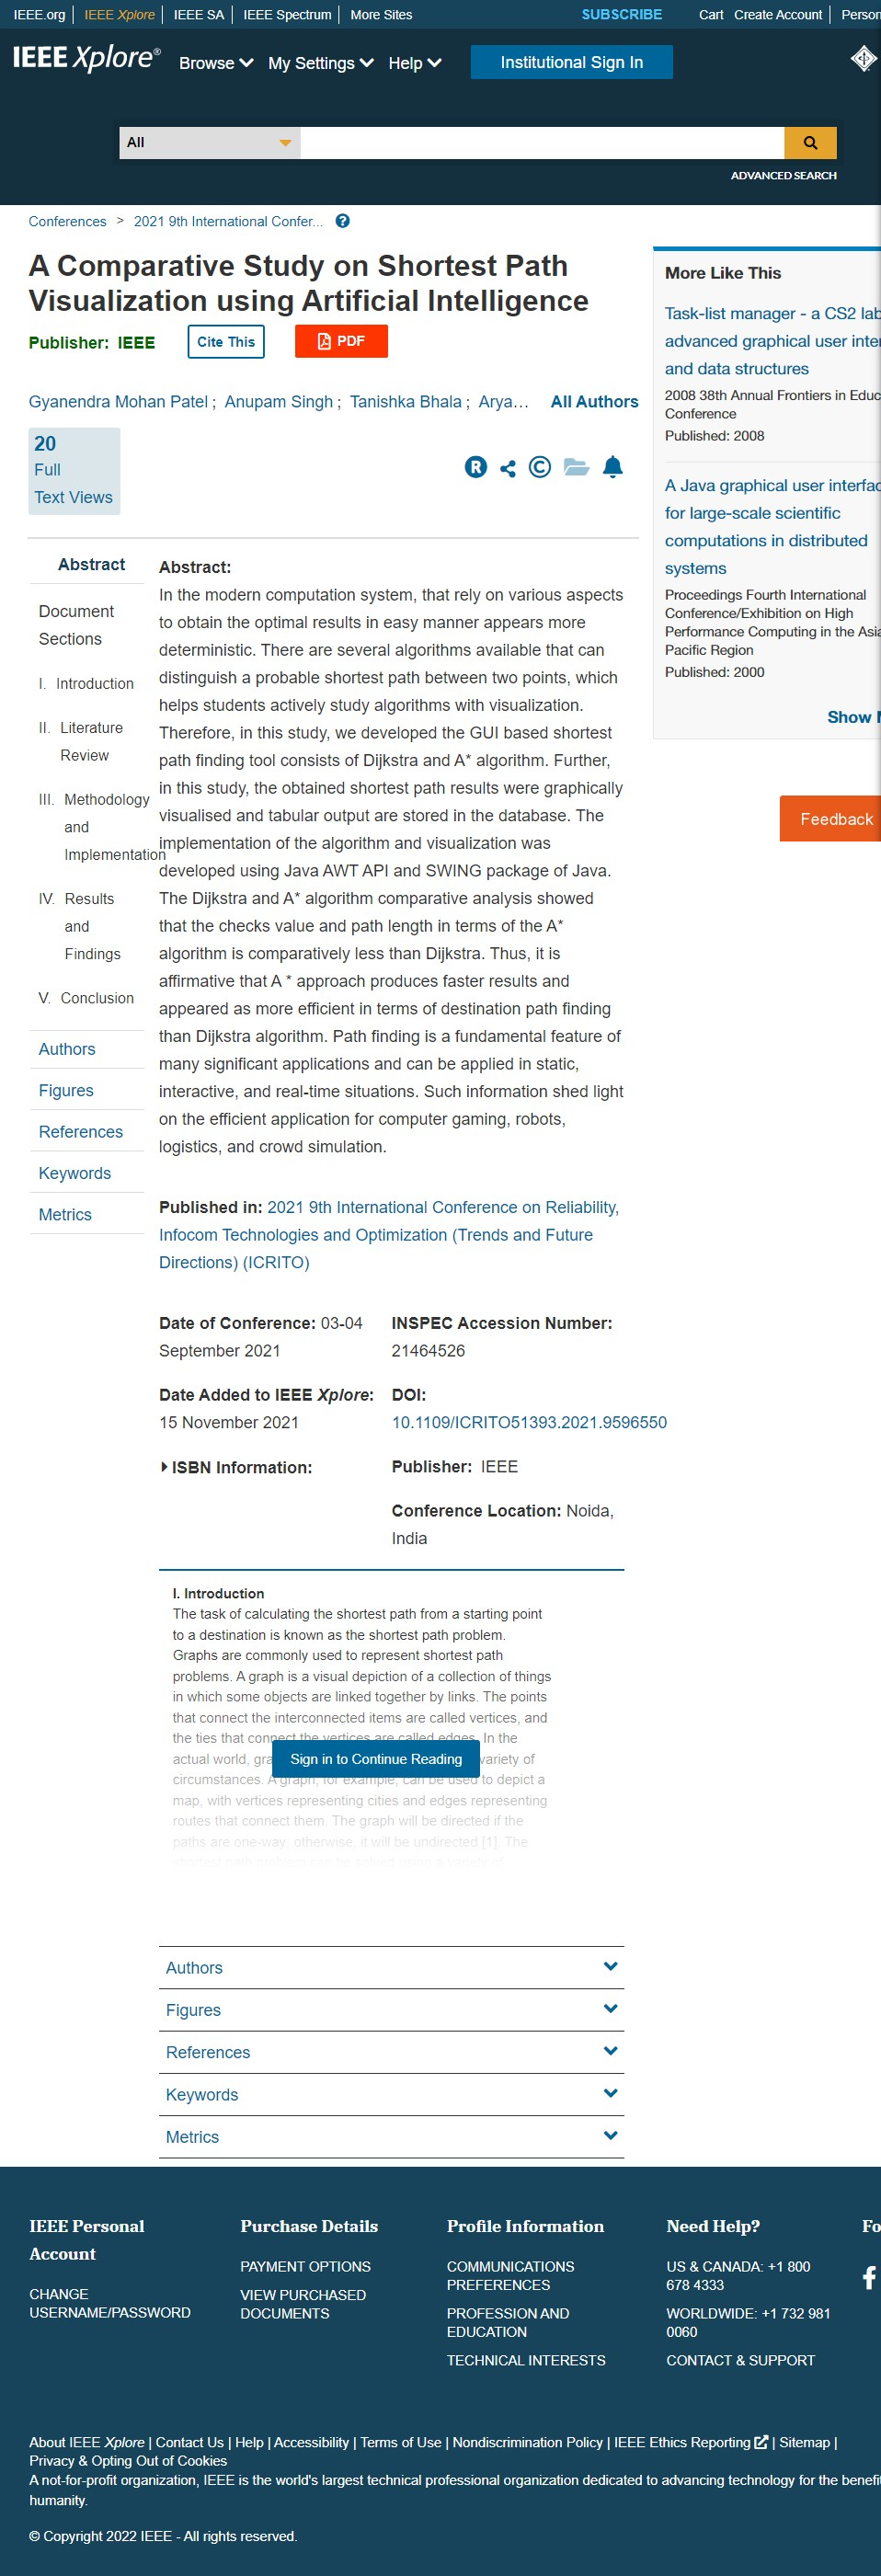 IEEE.org
IEEE Xplore
IEEE SA
IEEE Spectrum
More Sites
SUBSCRIBE
Cart
Create Account
Person
IEEE Xplore®
Browse
My Settings
Help
Institutional Sign In
All
ADVANCED SEARCH
Conferences > 2021 9th International Confer...
A Comparative Study on Shortest Path
Visualization using Artificial Intelligence
Publisher: IEEE
Cite This
PDF
Gyanendra Mohan Patel ; Anupam Singh ; Tanishka Bhala ; Arya...
All Authors
20
Full
Text Views
Abstract
Document
Sections
I. Introduction
II. Literature
Review
III. Methodology
and
Implementation
IV. Results
and
Findings
V. Conclusion
Authors
Figures
References
Keywords
Metrics
Abstract:
In the modern computation system, that rely on various aspects
to obtain the optimal results in easy manner appears more
deterministic. There are several algorithms available that can
distinguish a probable shortest path between two points, which
helps students actively study algorithms with visualization.
Therefore, in this study, we developed the GUI based shortest
path finding tool consists of Dijkstra and A* algorithm. Further,
in this study, the obtained shortest path results were graphically
visualised and tabular output are stored in the database. The
implementation of the algorithm and visualization was
developed using Java AWT API and SWING package of Java.
The Dijkstra and A* algorithm comparative analysis showed
that the checks value and path length in terms of the A*
algorithm is comparatively less than Dijkstra. Thus, it is
affirmative that A * approach produces faster results and
appeared as more efficient in terms of destination path finding
than Dijkstra algorithm. Path finding is a fundamental feature of
many significant applications and can be applied in static,
interactive, and real-time situations. Such information shed light
on the efficient application for computer gaming, robots,
logistics, and crowd simulation.
Published in: 2021 9th International Conference on Reliability,
Infocom Technologies and Optimization (Trends and Future
Directions) (ICRITO)
Date of Conference: 03-04
September 2021
Date Added to IEEE Xplore:
15 November 2021
ISBN Information:
INSPEC Accession Number:
21464526
DOI:
10.1109/ICRITO51393.2021.9596550
Publisher: IEEE
Conference Location: Noida,
India
I. Introduction
The task of calculating the shortest path from a starting point
to a destination is known as the shortest path problem.
Graphs are commonly used to represent shortest path
problems. A graph is a visual depiction of a collection of things
in which some objects are linked together by links. The points
that connect the interconnected items are called vertices, and
the ties that connect the vertices are called edges. In the
actual world, variety of
Sign in to Continue Reading
circumstances. A graph, for example, can be used to depict a
map, with vertices representing cities and edges representing
routes that connect them. The graph will be directed if the
paths are one-way; otherwise, it will be undirected [1]. The
shortest path problem can be solved using a variety of
Authors
Figures
References
Keywords
Metrics
More Like This
Task-list manager - a CS2 lab
advanced graphical user inte
and data structures
2008 38th Annual Frontiers in Educ
Conference
Published: 2008
A Java graphical user interfac
for large-scale scientific
computations in distributed
systems
Proceedings Fourth International
Conference/Exhibition on High
Performance Computing in the Asia
Pacific Region
Published: 2000
Show
Feedback
IEEE Personal
Account
CHANGE
USERNAME/PASSWORD
Purchase Details
PAYMENT OPTIONS
VIEW PURCHASED
DOCUMENTS
Profile Information
COMMUNICATIONS
PREFERENCES
PROFESSION AND
EDUCATION
TECHNICAL INTERESTS
Need Help?
US & CANADA: +1 800
678 4333
WORLDWIDE: +1 732 981
0060
CONTACT & SUPPORT
Fo
About IEEE Xplore | Contact Us | Help | Accessibility | Terms of Use | Nondiscrimination Policy | IEEE Ethics Reporting | Sitemap |
Privacy & Opting Out of Cookies
A not-for-profit organization, IEEE is the world's largest technical professional organization dedicated to advancing technology for the benefi
humanity.
© Copyright 2022 IEEE - All rights reserved.